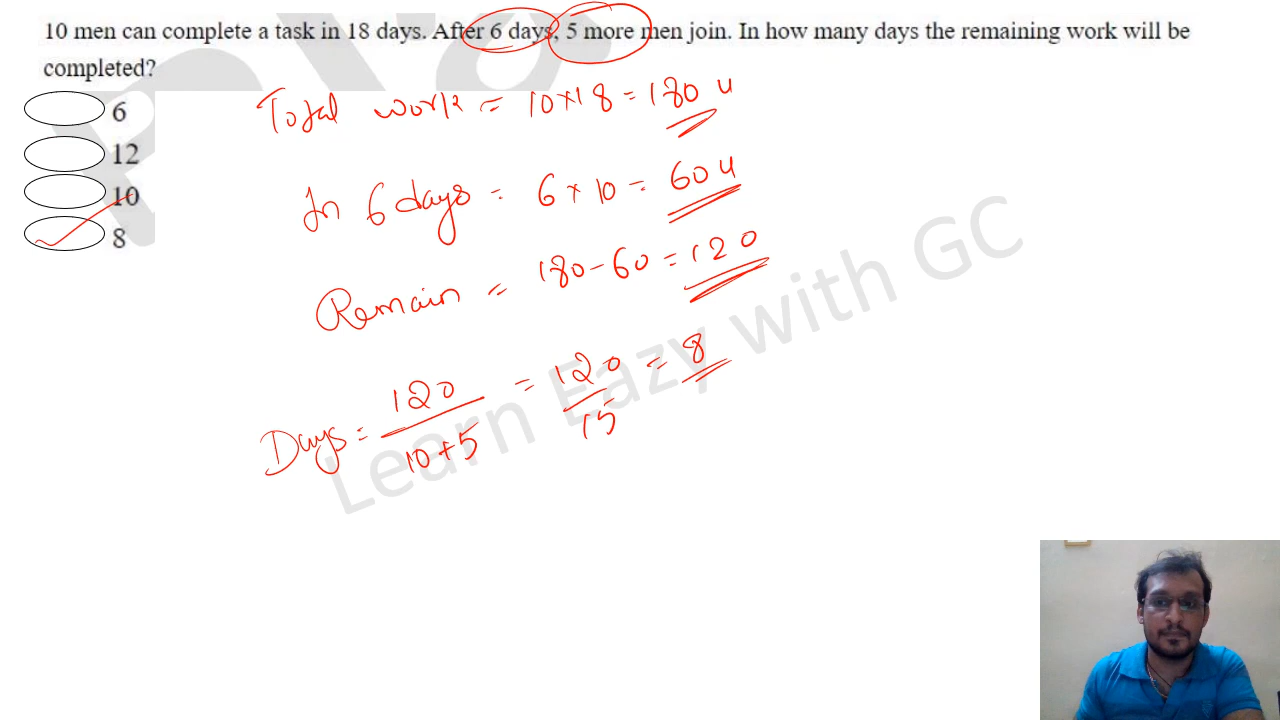 10 men can complete a task in 18 days. After 6 days, 5 more men join. In how many days the remaining work will be
completed?
6
12
10
8
Total work = 10×18 = 180 u
In 6 days = 6 × 10 = 60 u
Remain = 180-60 = 120
Days = 120/10+5 = 120/15 = 8
Learn Eazy with GC